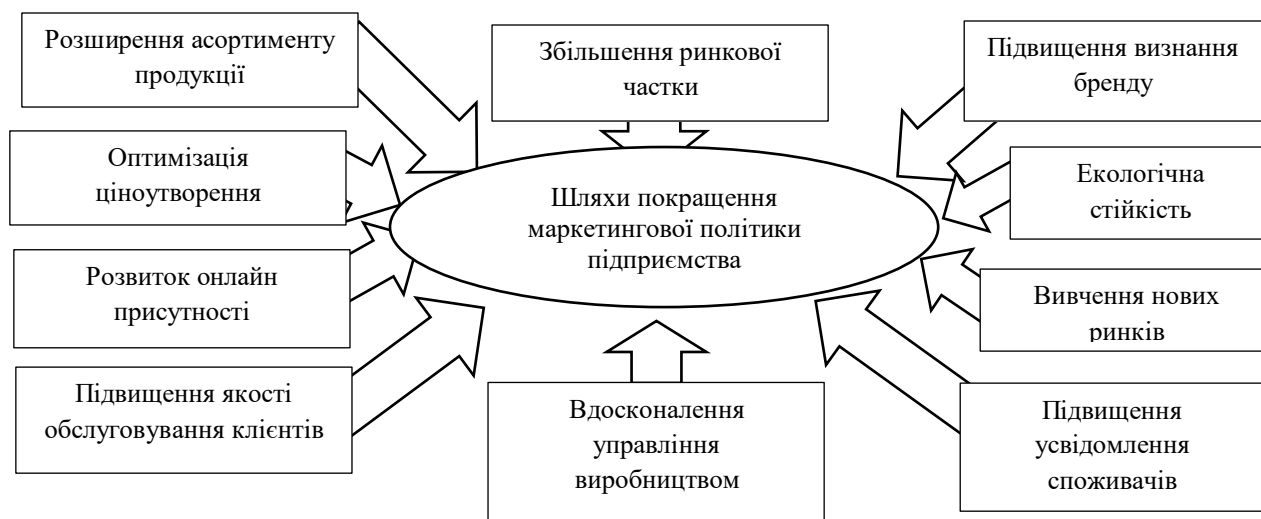 Розширення асортименту
продукції
Збільшення ринкової
частки
Підвищення визнання
бренду
Оптимізація
ціноутворення
Шляхи покращення
маркетингової політики
підприємства
Екологічна
стійкість
Розвиток онлайн
присутності
Вивчення нових
ринків
Підвищення якості
обслуговування клієнтів
Вдосконалення
управління
виробництвом
Підвищення
усвідомлення
споживачів